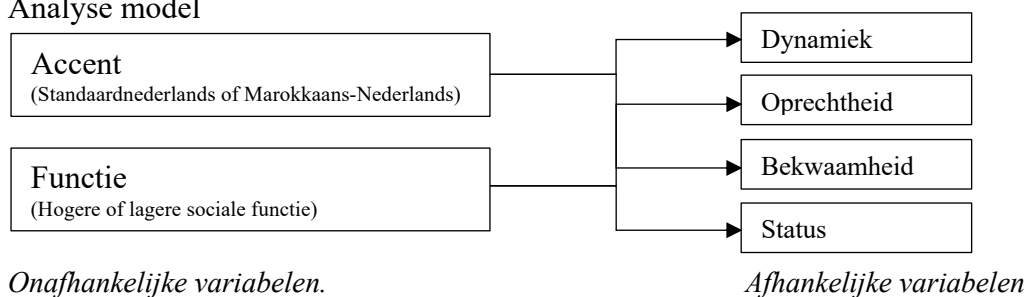 Analyse model
Accent
(Standaardnederlands of Marokkaans-Nederlands)
Functie
(Hogere of lagere sociale functie)
Dynamiek
Oprechtheid
Bekwaamheid
Status
Onafhankelijke variabelen.
Afhankelijke variabelen